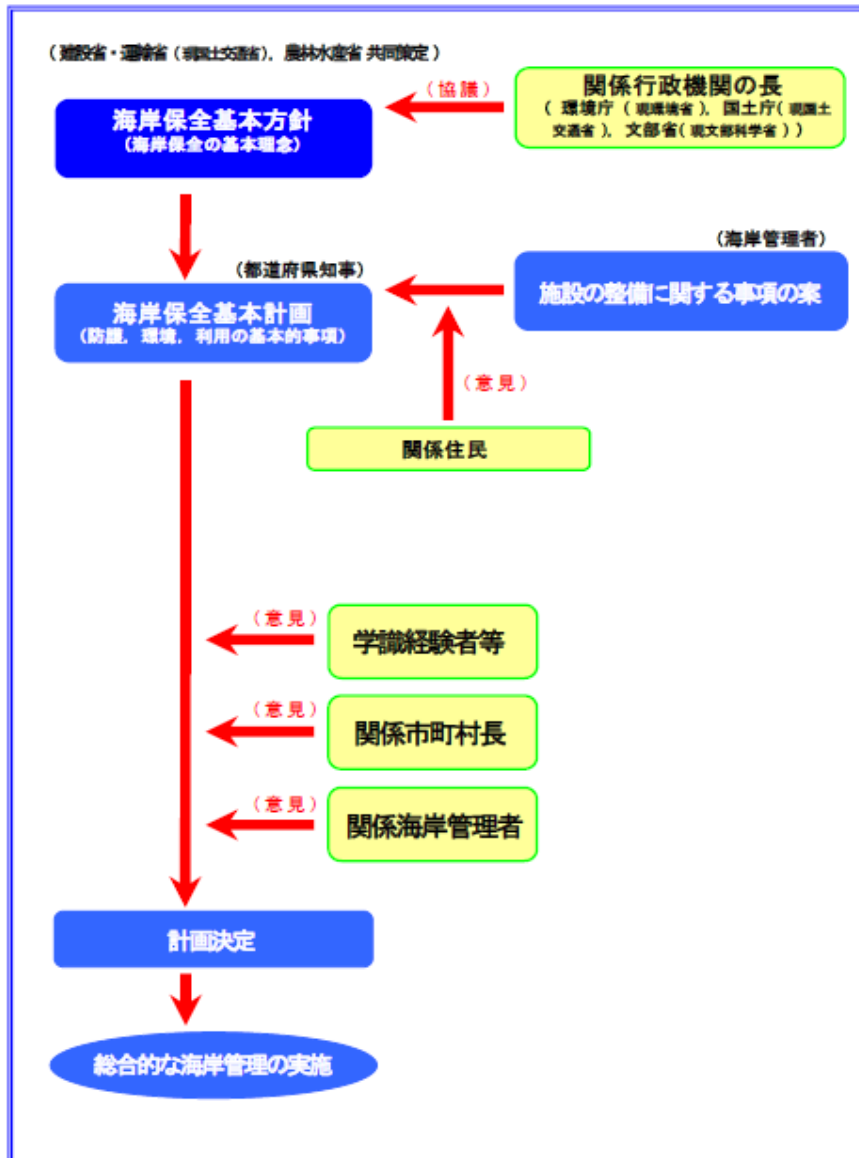 (建設省・運輸省(現国土交通省),農林水産省 共同策定)
(協議)
関係行政機関の長
(環境庁(現環境省),国土庁(現国土
交通省),文部省(現文部科学省))
海岸保全基本方針
(海岸保全の基本理念)
(海岸管理者)
(都道府県知事)
施設の整備に関する事項の案
海岸保全基本計画
(防護,環境,利用の基本的事項)
(意見)
関係住民
(意見)
学識経験者等
(意見)
関係市町村長
(意見)
関係海岸管理者
計画決定
総合的な海岸管理の実施